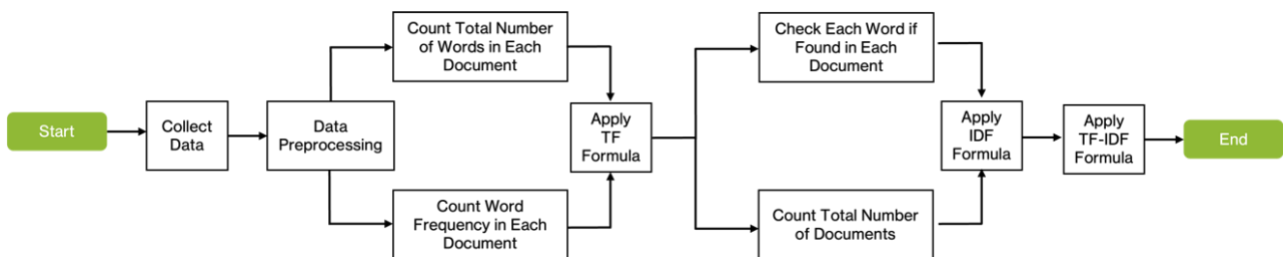 Start
Collect
Data
Data
Preprocessing
Count Total Number
of Words in Each
Document
Count Word
Frequency in Each
Document
Apply
TF
Formula
Check Each Word if
Found in Each
Document
Count Total Number
of Documents
Apply
IDF
Formula
Apply
TF-IDF
Formula
End